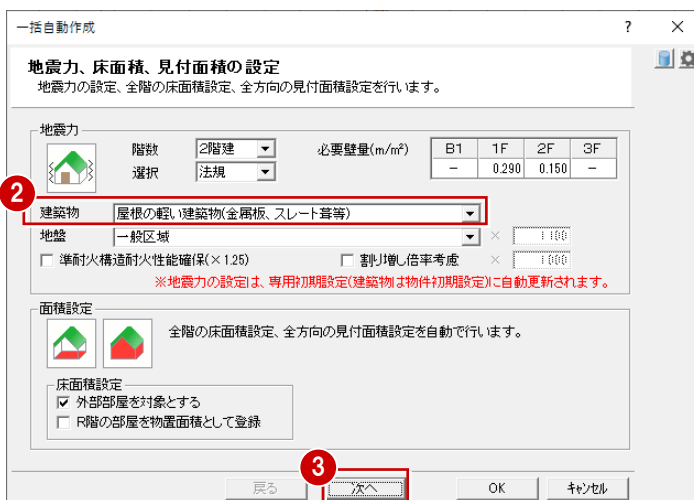 一括自動作成 ? ×
地震力、床面積、見付面積の設定
地震力の設定、全階の床面積設定、全方向の見付面積設定を行います。
地震力
階数 2階建 必要壁量(m/m²) B1 1F 2F 3F
選択 法規 － 0.290 0.150 －
2
建築物 屋根の軽い建築物(金属板、スレート葺等)
地盤 一般区域 × 1.100
準耐火構造耐火性能確保(×1.25) 割り増し倍率考慮 × 1.000
※地震力の設定は、専用初期設定(建築物は物件初期設定)に自動更新されます。
面積設定
全階の床面積設定、全方向の見付面積設定を自動で行います。
床面積設定
外部部屋を対象とする
R階の部屋を物置面積として登録
3
戻る 次へ OK キャンセル